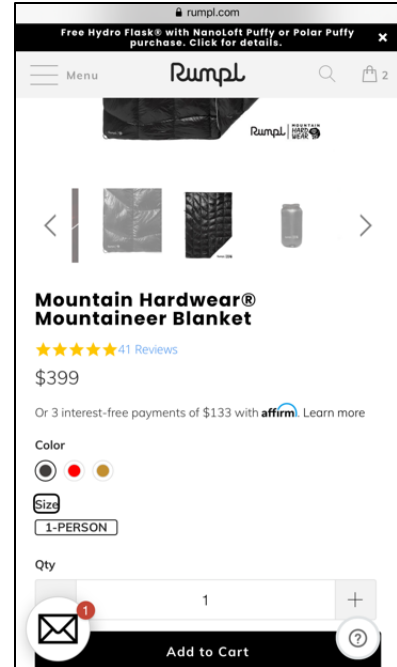 rumpl.com
Free Hydro Flask® with NanoLoft Puffy or Polar Puffy
purchase. Click for details.
×
Menu
Rumpl
2
Rumpl MOUNTAIN HARD WEAR
Mountain Hardwear®
Mountaineer Blanket
41 Reviews
$399
Or 3 interest-free payments of $133 with affirm. Learn more
Color
Size
1-PERSON
Qty
1
+
1
?
Add to Cart